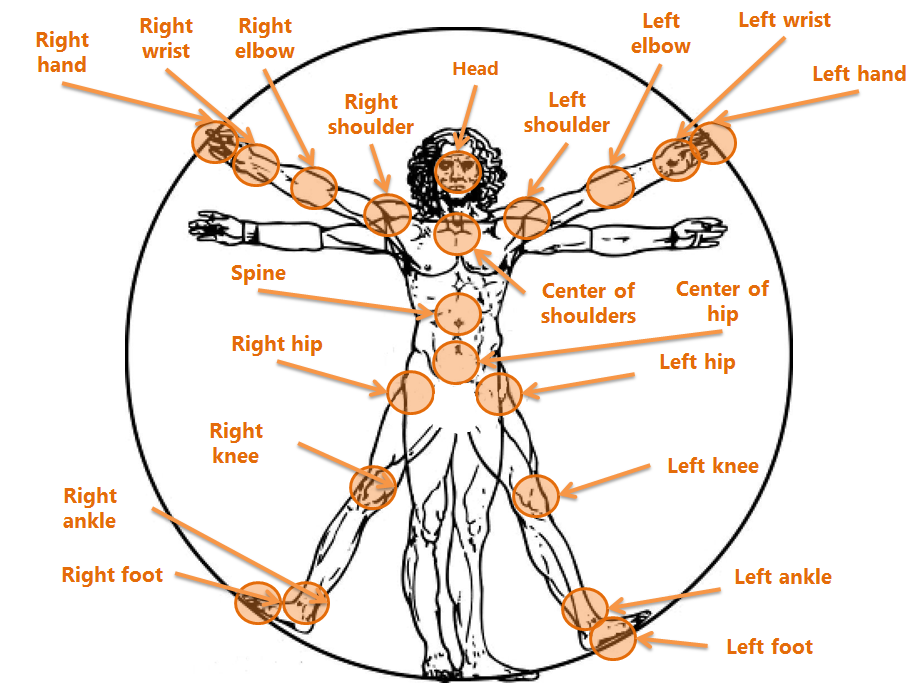 Right
hand
Right
wrist
Right
elbow
Left
elbow
Left wrist
Left hand
Head
Right
shoulder
Left
shoulder
Spine
Center of
shoulders
Center of
hip
Right hip
Left hip
Right
knee
Left knee
Right
ankle
Right foot
Left ankle
Left foot